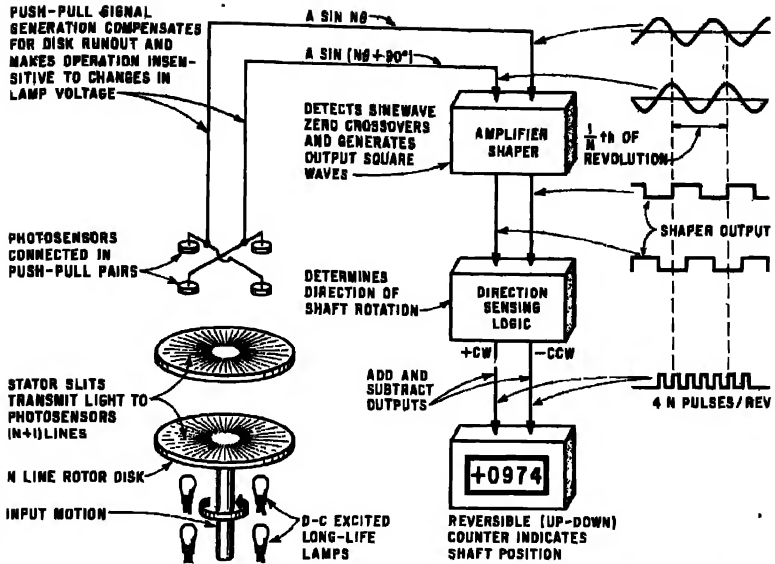 PUSH-PULL SIGNAL
GENERATION COMPENSATES
FOR DISK RUNOUT AND
MAKES OPERATION INSEN-
SITIVE TO CHANGES IN
LAMP VOLTAGE
A SIN Nθ
A SIN (Nθ+90°)
DETECTS SINEWAVE
ZERO CROSSOVERS
AND GENERATES
OUTPUT SQUARE
WAVES
AMPLIFIER
SHAPER
1/N th OF
REVOLUTION
SHAPER OUTPUT
PHOTOSENSORS
CONNECTED IN
PUSH-PULL PAIRS
DETERMINES
DIRECTION OF
SHAFT ROTATION
DIRECTION
SENSING
LOGIC
+CW
-CCW
ADD AND
SUBTRACT
OUTPUTS
4 N PULSES/REV
STATOR SLITS
TRANSMIT LIGHT TO
PHOTOSENSORS
(N+1)LINES
N LINE ROTOR DISK
INPUT MOTION
D-C EXCITED
LONG-LIFE
LAMPS
+0974
REVERSIBLE (UP-DOWN)
COUNTER INDICATES
SHAFT POSITION